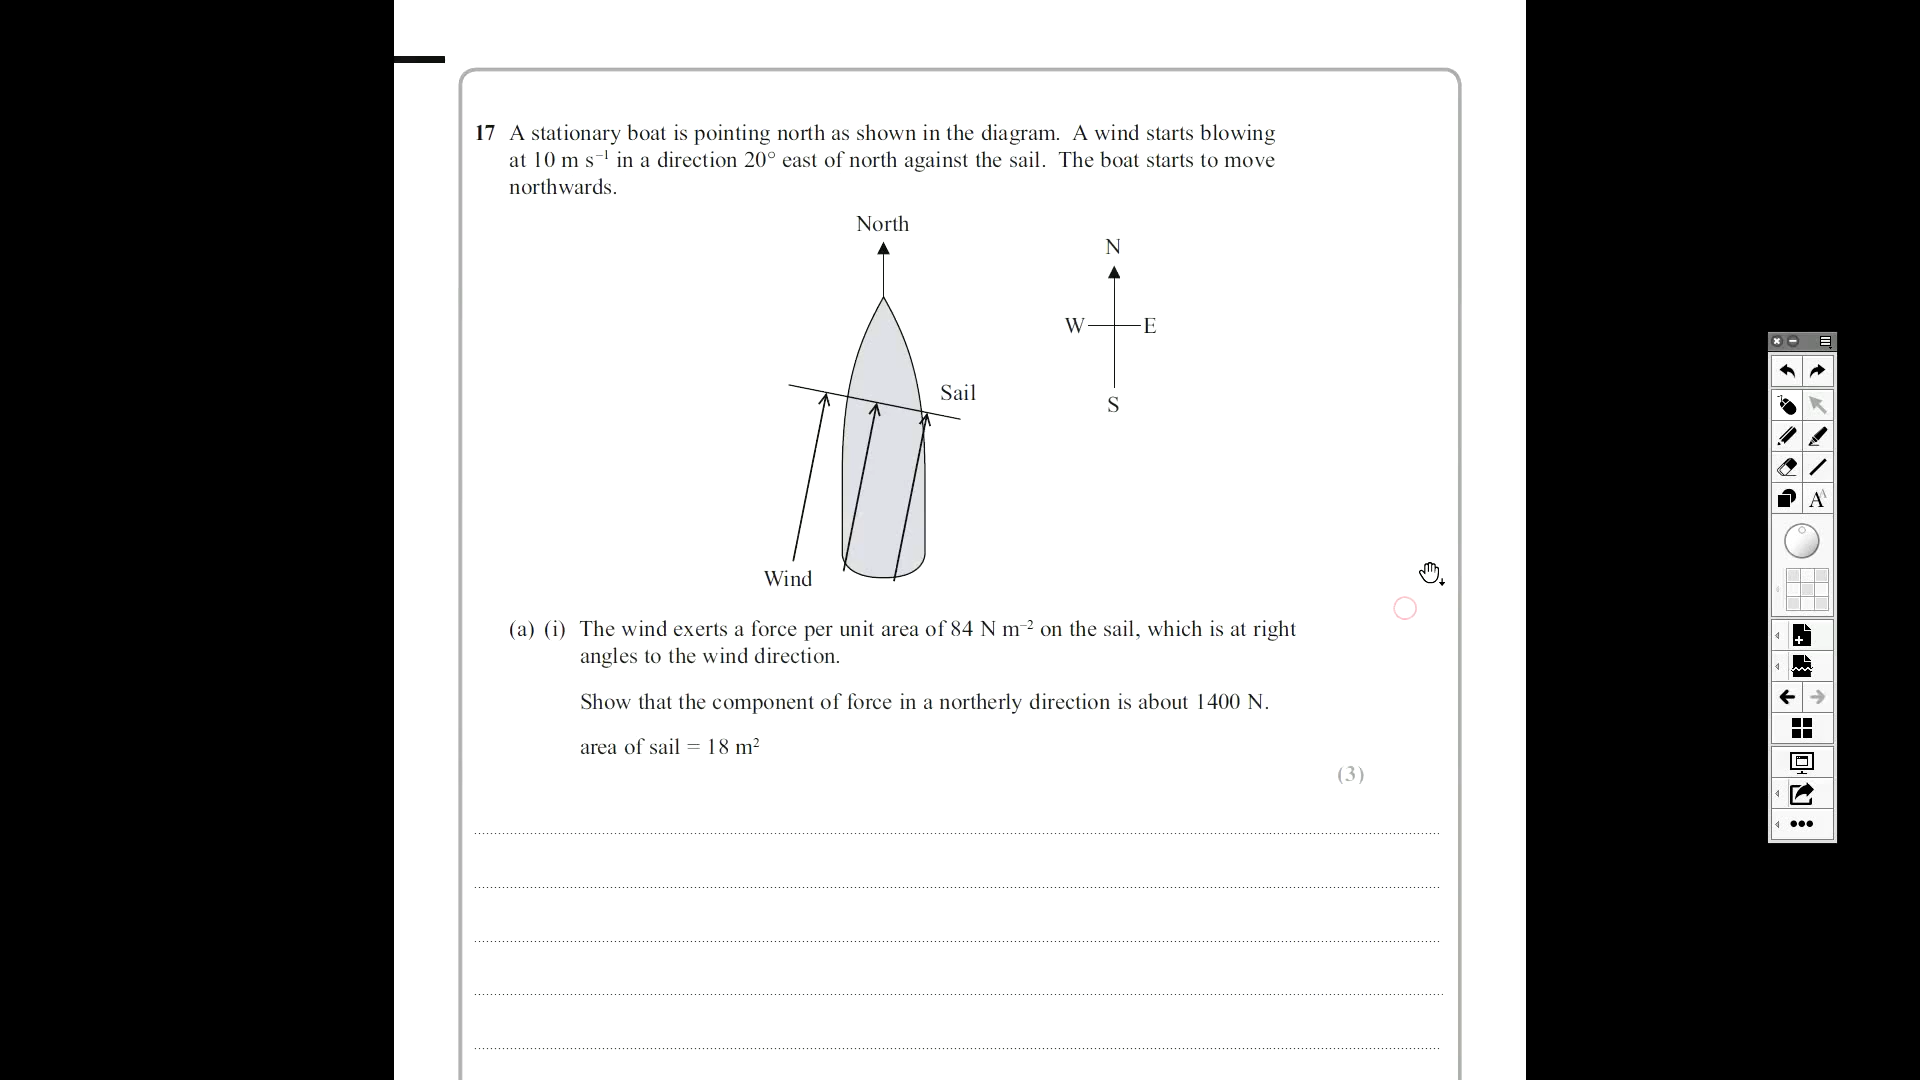 17 A stationary boat is pointing north as shown in the diagram. A wind starts blowing
at 10 m s⁻¹ in a direction 20° east of north against the sail. The boat starts to move
northwards.
North
N
W E
Sail
S
Wind
(a) (i) The wind exerts a force per unit area of 84 N m⁻² on the sail, which is at right
angles to the wind direction.
Show that the component of force in a northerly direction is about 1400 N.
area of sail = 18 m²
(3)